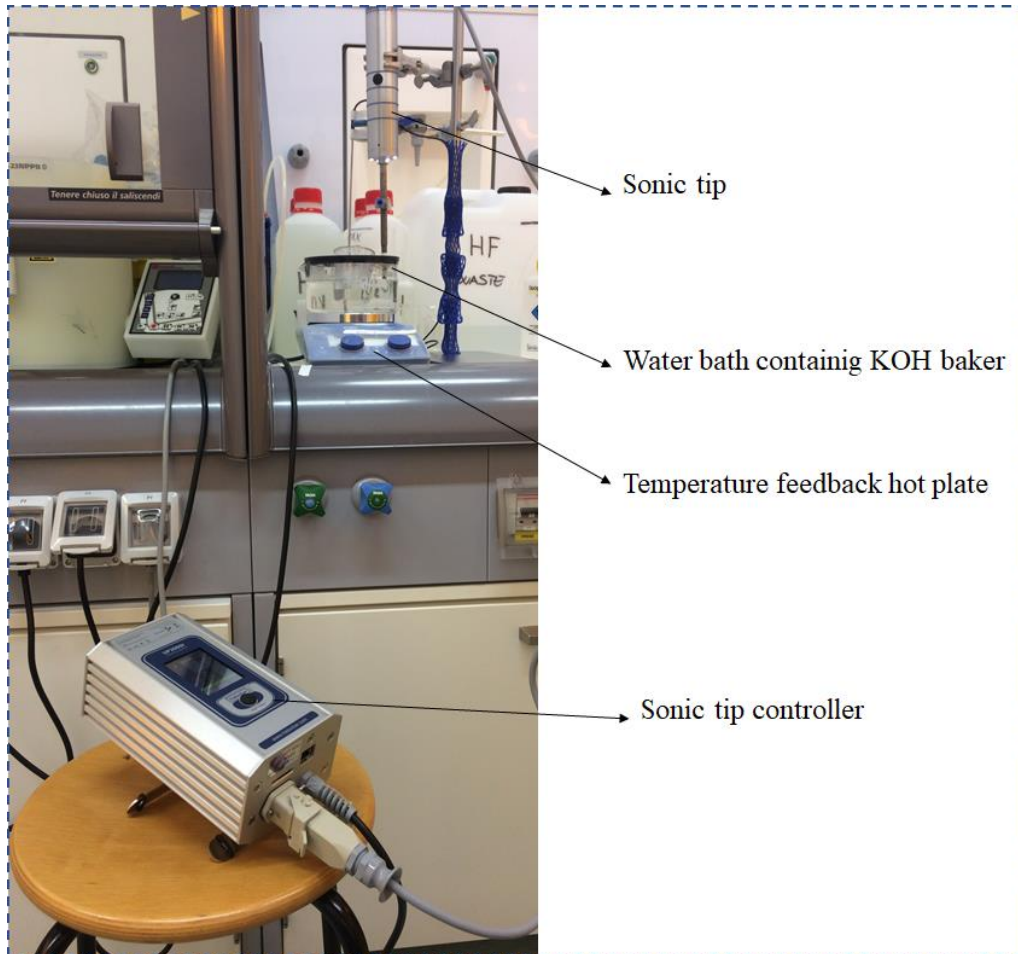 Tenere chiuso il saliscendi
HF
WASTE
Sonic tip
Water bath containig KOH baker
Temperature feedback hot plate
Sonic tip controller